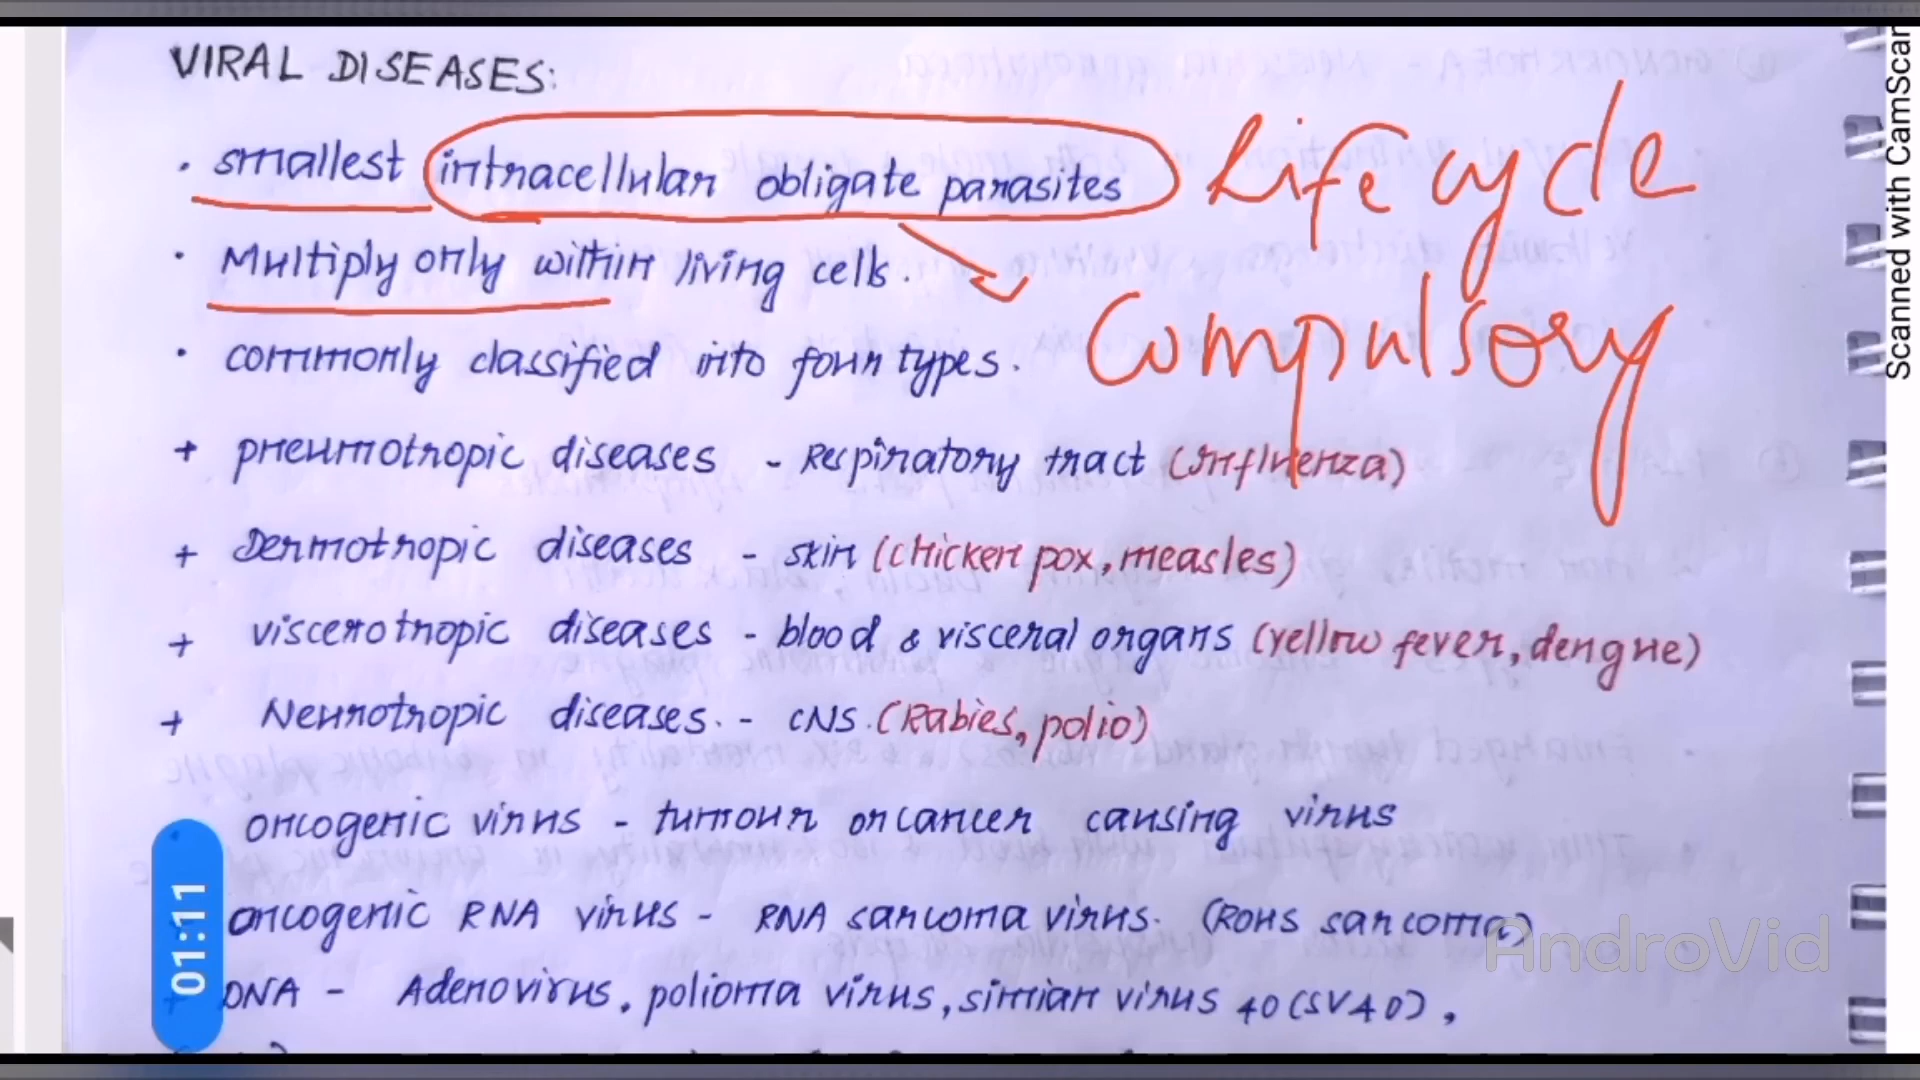 VIRAL DISEASES:
• smallest intracellular obligate parasites
Life cycle
• Multiply only within living cells.
Compulsory
• commonly classified into four types.
+ pneumotropic diseases - Respiratory tract (Influenza)
+ Dermotropic diseases - skin (chicken pox, measles)
+ viscerotropic diseases - blood & visceral organs (yellow fever, dengue)
+ Neurotropic diseases. - CNS. (Rabies, polio)
oncogenic virus - tumour or cancer causing virus
oncogenic RNA virus - RNA sarcoma virus. (Rous sarcoma)
+ DNA - Adenovirus, polioma virus, simian virus 40 (SV40),
Scanned with CamScan
01:11
AndroVid